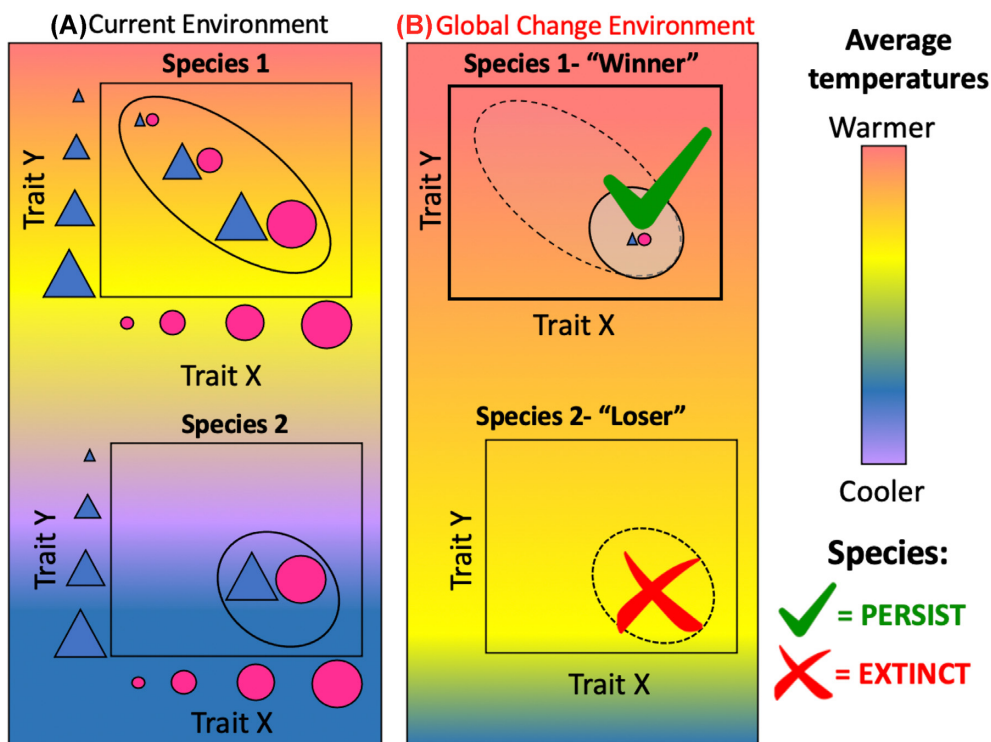 (A) Current Environment
Species 1
Trait Y
Trait X
Species 2
Trait Y
Trait X
(B) Global Change Environment
Species 1- “Winner”
Trait Y
Trait X
Species 2- “Loser”
Trait Y
Trait X
Average
temperatures
Warmer
Cooler
Species:
= PERSIST
= EXTINCT